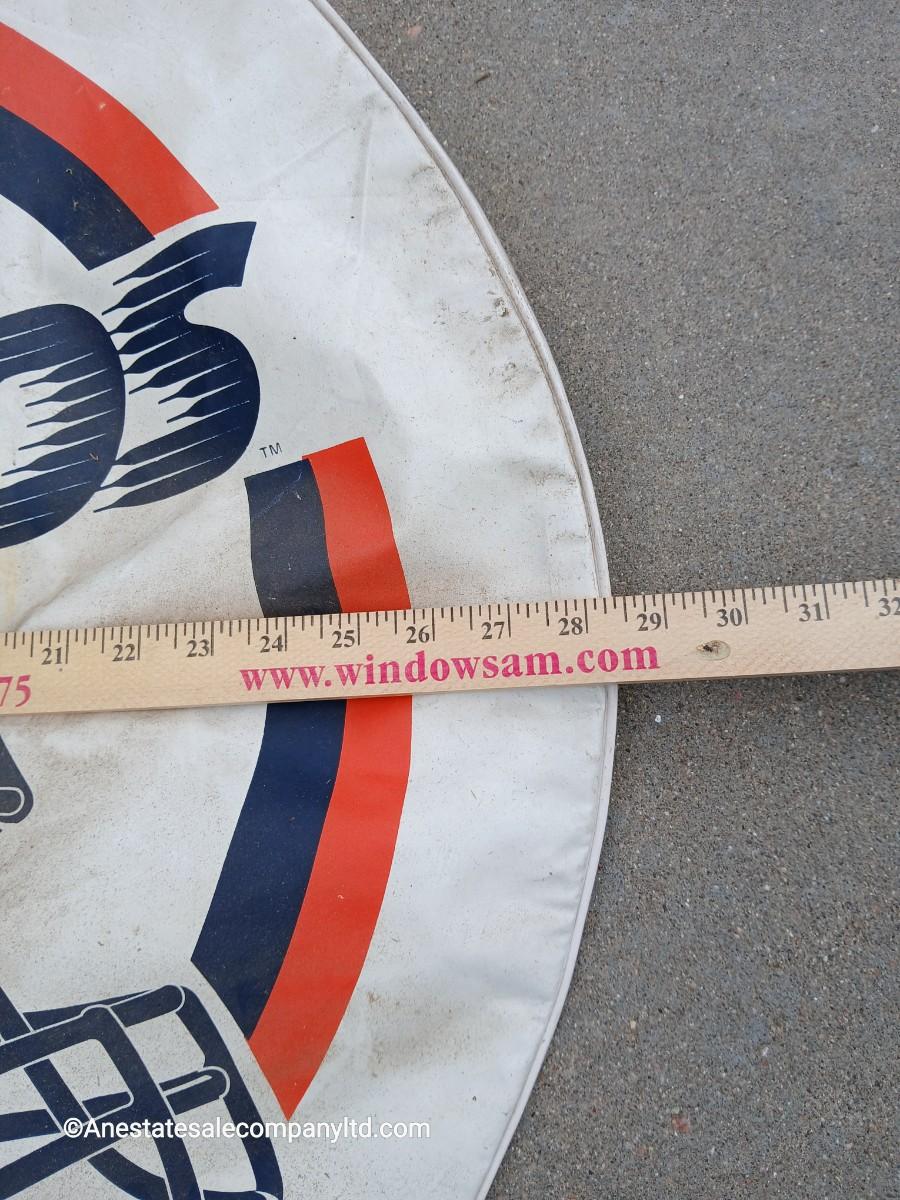 os
TM
21 22 23 24 25 26 27 28 29 30 31 32
75 www.windowsam.com
©Anestatesalecompanyltd.com